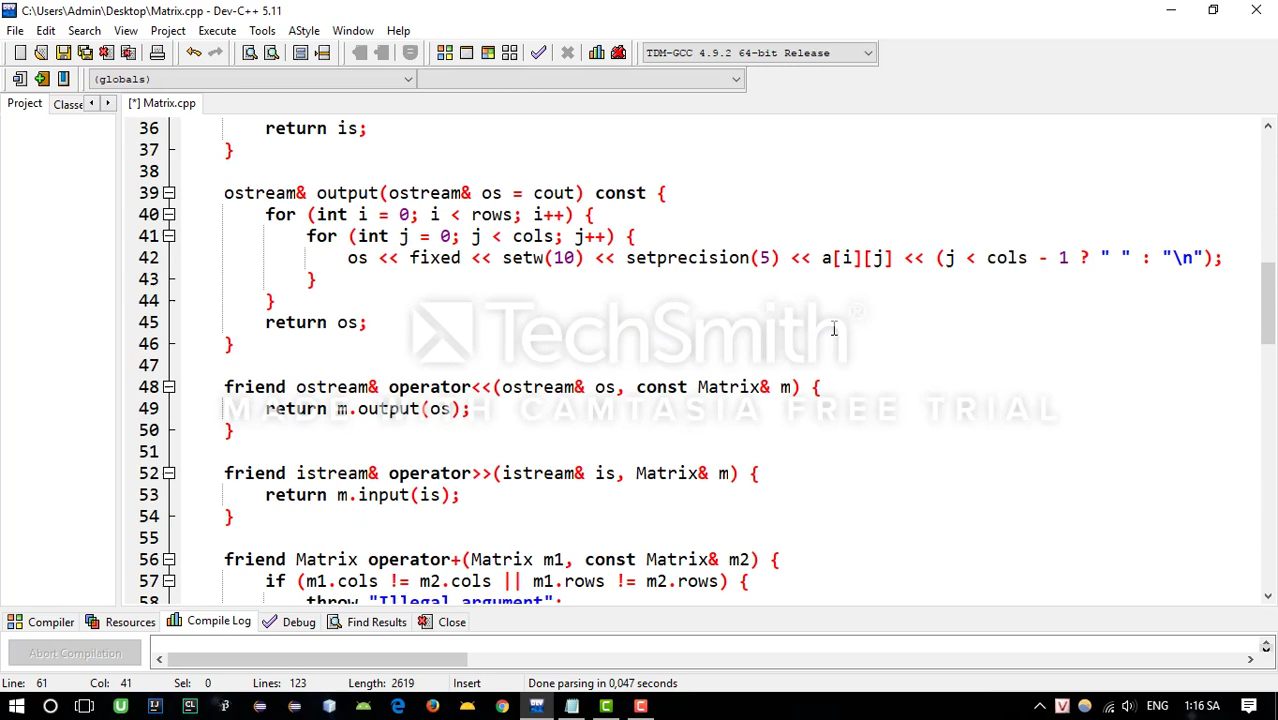 C:\Users\Admin\Desktop\Matrix.cpp - Dev-C++ 5.11
File Edit Search View Project Execute Tools AStyle Window Help
TDM-GCC 4.9.2 64-bit Release
(globals)
Project Classe [*] Matrix.cpp
36 return is;
37 }
38
39 ostream& output(ostream& os = cout) const {
40 for (int i = 0; i < rows; i++) {
41 for (int j = 0; j < cols; j++) {
42 os << fixed << setw(10) << setprecision(5) << a[i][j] << (j < cols - 1 ? " " : "\n");
43 }
44 }
45 return os;
46 }
47
48 friend ostream& operator<<(ostream& os, const Matrix& m) {
49 return m.output(os);
50 }
51
52 friend istream& operator>>(istream& is, Matrix& m) {
53 return m.input(is);
54 }
55
56 friend Matrix operator+(Matrix m1, const Matrix& m2) {
57 if (m1.cols != m2.cols || m1.rows != m2.rows) {
58 throw "Illegal argument";
TechSmith®
MADE WITH CAMTASIA FREE TRIAL
Compiler Resources Compile Log Debug Find Results Close
Abort Compilation
Line: 61 Col: 41 Sel: 0 Lines: 123 Length: 2619 Insert Done parsing in 0,047 seconds
ENG 1:16 SA